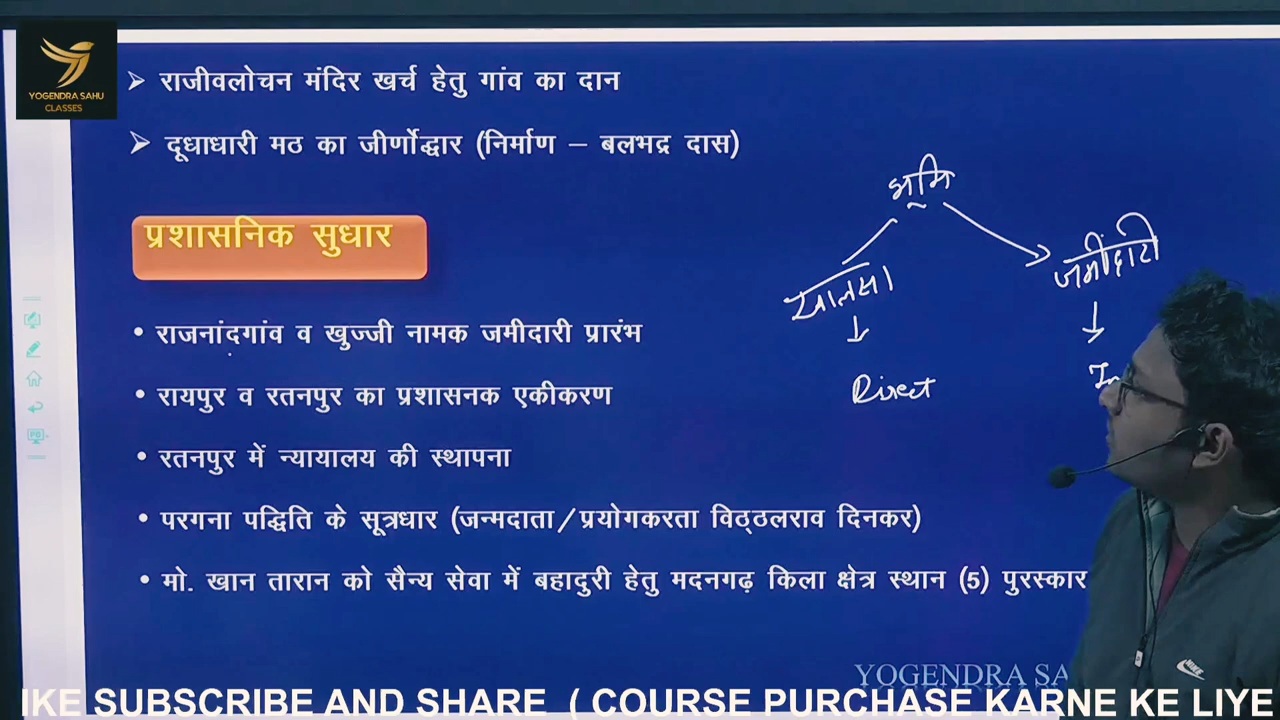 YOGENDRA SAHU
CLASSES
➢ राजीवलोचन मंदिर खर्च हेतु गांव का दान
➢ दूधाधारी मठ का जीर्णोद्धार (निर्माण – बलभद्र दास)
प्रशासनिक सुधार
• राजनांदगांव व खुज्जी नामक जमीदारी प्रारंभ
• रायपुर व रतनपुर का प्रशासनक एकीकरण
• रतनपुर में न्यायालय की स्थापना
• परगना पद्धिति के सूत्रधार (जन्मदाता/प्रयोगकरता विठ्ठलराव दिनकर)
• मो. खान तारान को सैन्य सेवा में बहादुरी हेतु मदनगढ़ किला क्षेत्र स्थान (5) पुरस्कार
भूमि
खालसा
जमींदारी
Direct
In
YOGENDRA SA
IKE SUBSCRIBE AND SHARE ( COURSE PURCHASE KARNE KE LIYE